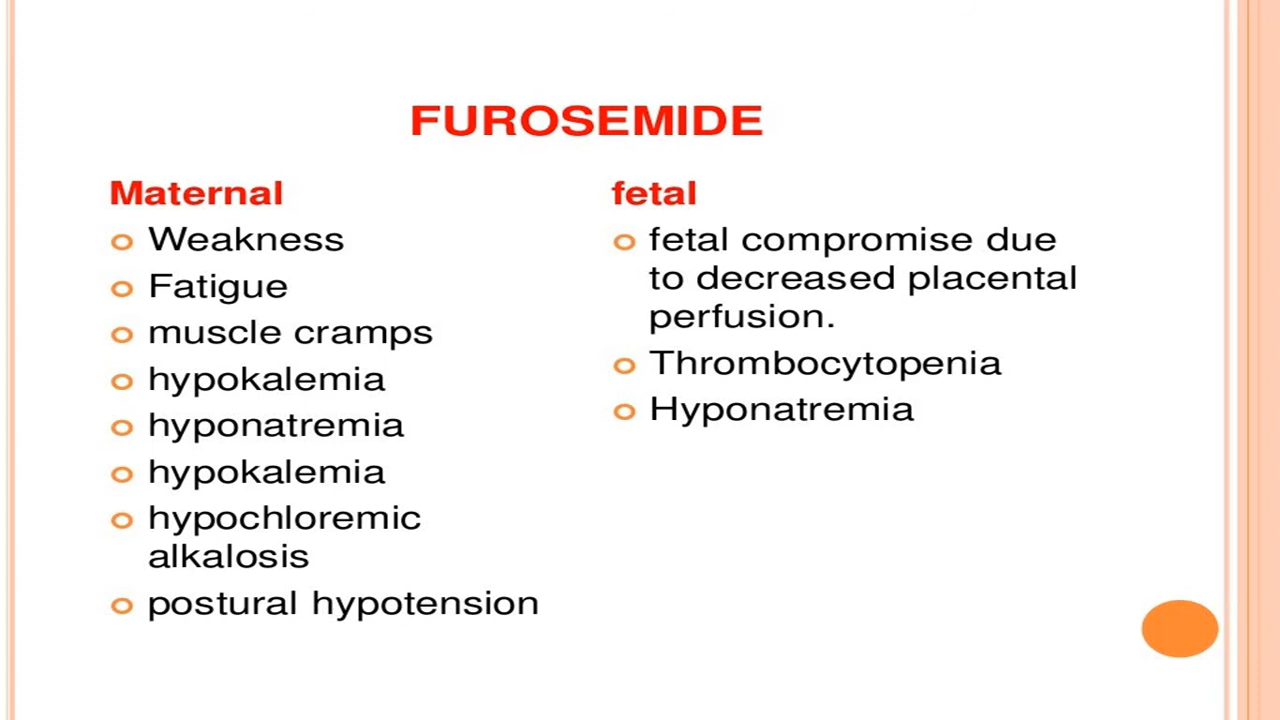 FUROSEMIDE
Maternal
Weakness
Fatigue
muscle cramps
hypokalemia
hyponatremia
hypokalemia
hypochloremic
alkalosis
postural hypotension
fetal
fetal compromise due
to decreased placental
perfusion.
Thrombocytopenia
Hyponatremia